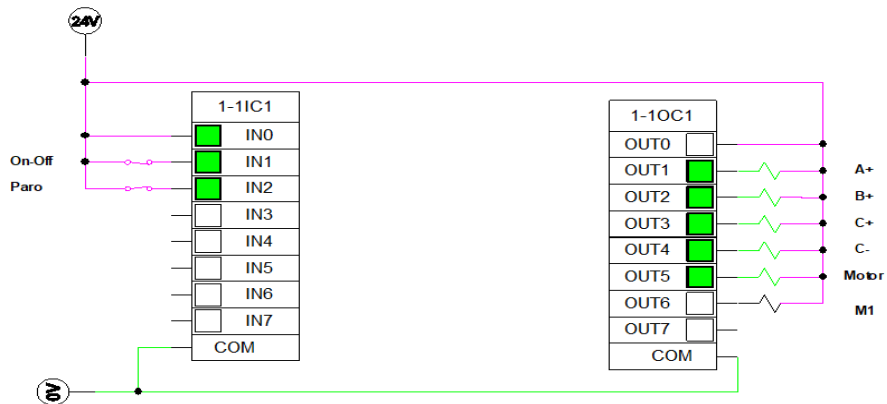 24V
1-1IC1
IN0
On-Off
IN1
Paro
IN2
IN3
IN4
IN5
IN6
IN7
COM
0V
1-1OC1
OUT0
OUT1
A+
OUT2
B+
OUT3
C+
OUT4
C-
OUT5
Motor
OUT6
M1
OUT7
COM